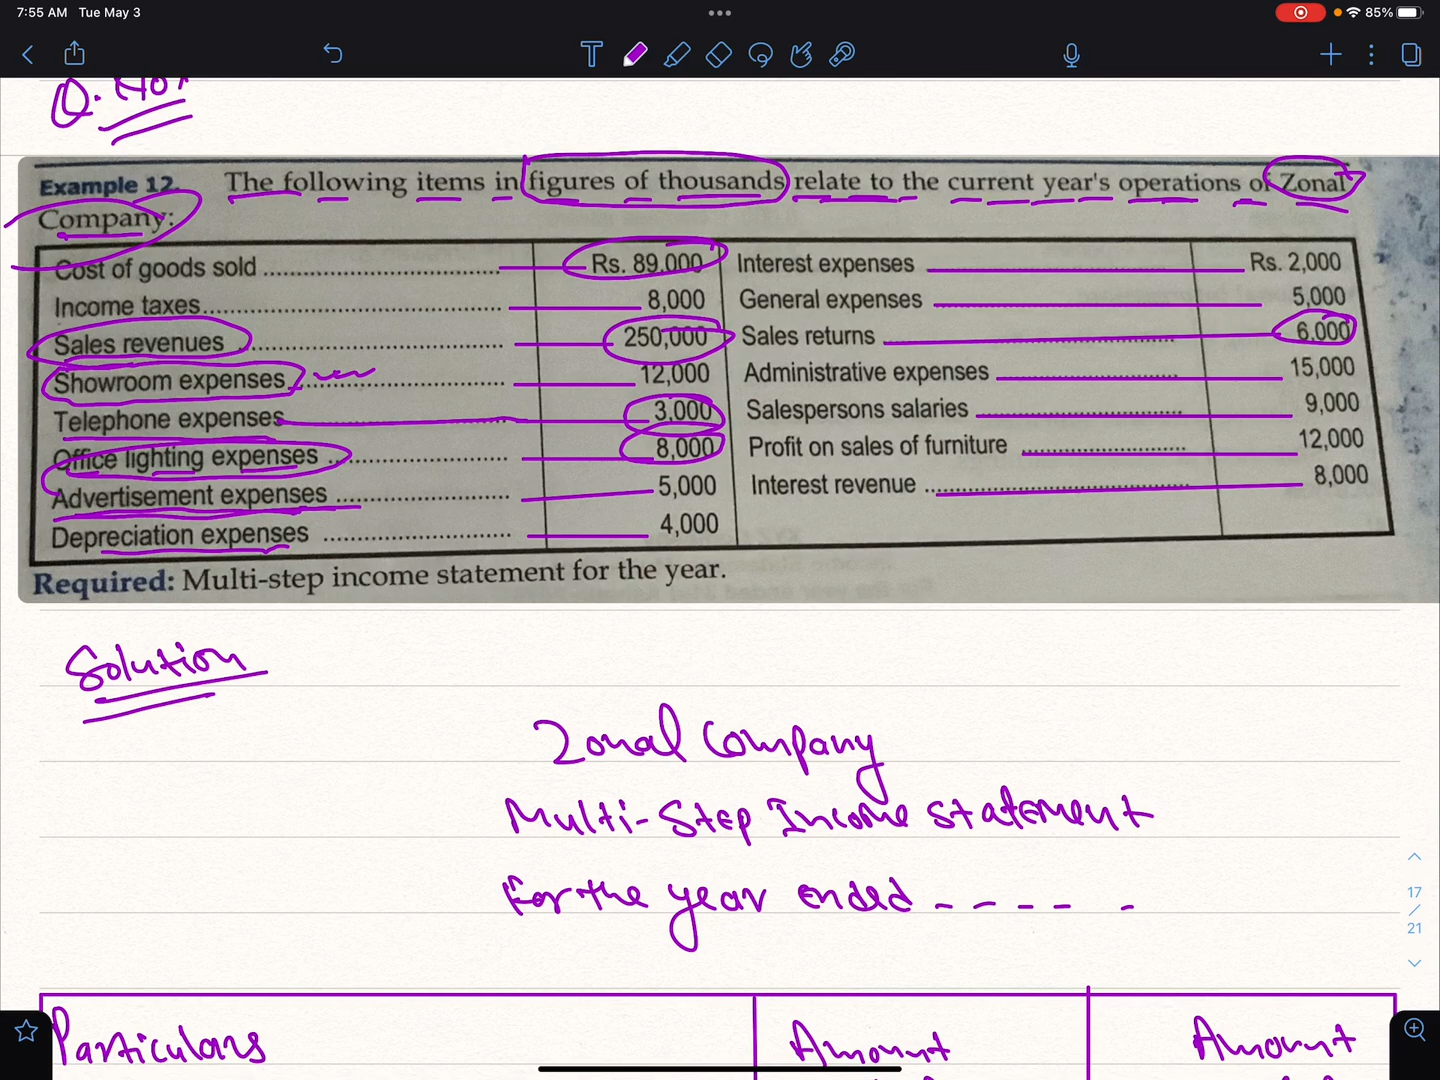 7:55 AM Tue May 3
85%
Q. No.
Example 12. The following items in figures of thousands relate to the current year's operations of Zonal
Company:
Cost of goods sold Rs. 89,000 Interest expenses Rs. 2,000
Income taxes 8,000 General expenses 5,000
Sales revenues 250,000 Sales returns 6,000
Showroom expenses 12,000 Administrative expenses 15,000
Telephone expenses 3,000 Salespersons salaries 9,000
Office lighting expenses 8,000 Profit on sales of furniture 12,000
Advertisement expenses 5,000 Interest revenue 8,000
Depreciation expenses 4,000
Required: Multi-step income statement for the year.
Solution
Zonal Company
Multi-Step Income Statement
For the year ended - - - - -
17
/
21
Particulars Amount Amount